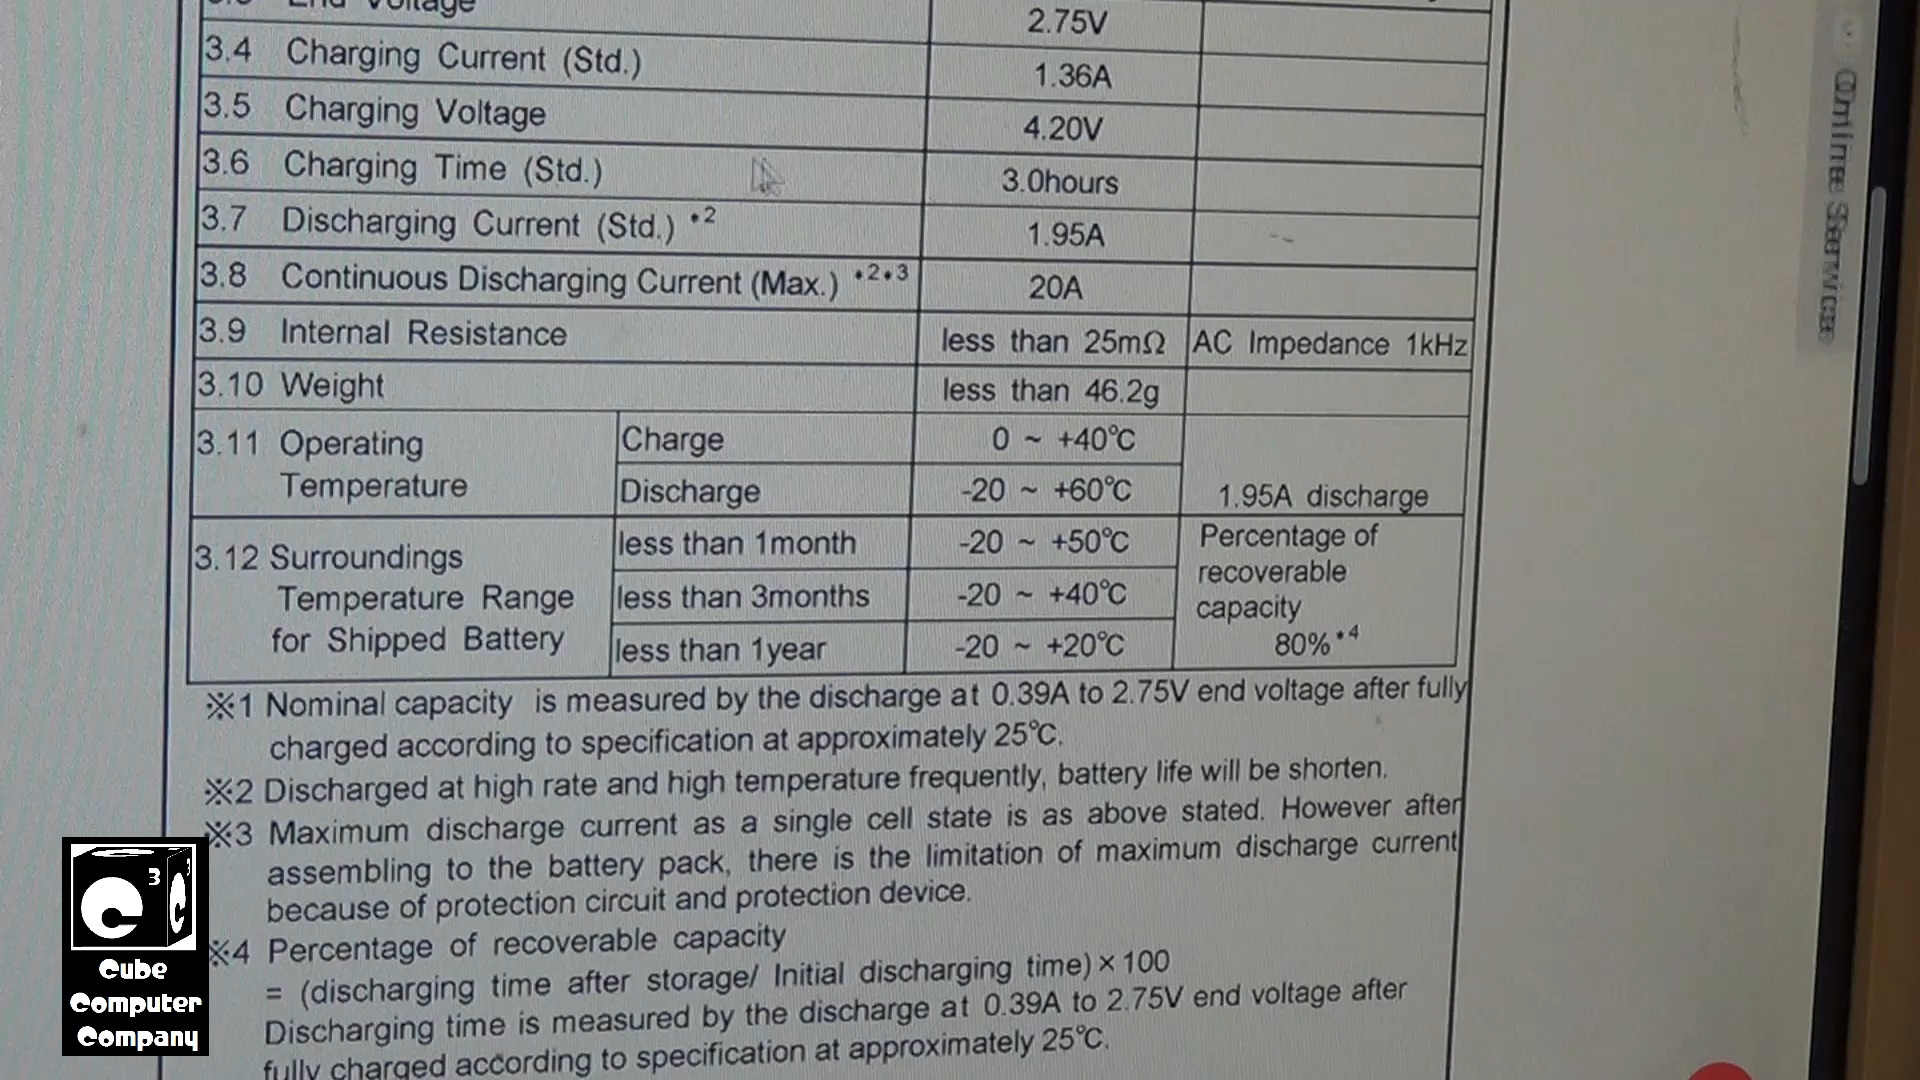 End Voltage 2.75V
3.4 Charging Current (Std.) 1.36A
3.5 Charging Voltage 4.20V
3.6 Charging Time (Std.) 3.0hours
3.7 Discharging Current (Std.) *2 1.95A
3.8 Continuous Discharging Current (Max.) *2*3 20A
3.9 Internal Resistance less than 25mΩ AC Impedance 1kHz
3.10 Weight less than 46.2g
3.11 Operating Temperature
Charge 0 ~ +40℃
Discharge -20 ~ +60℃ 1.95A discharge
3.12 Surroundings
Temperature Range
for Shipped Battery
less than 1month -20 ~ +50℃
less than 3months -20 ~ +40℃
less than 1year -20 ~ +20℃
Percentage of
recoverable
capacity
80%*4
※1 Nominal capacity is measured by the discharge at 0.39A to 2.75V end voltage after fully
charged according to specification at approximately 25℃.
※2 Discharged at high rate and high temperature frequently, battery life will be shorten.
※3 Maximum discharge current as a single cell state is as above stated. However after
assembling to the battery pack, there is the limitation of maximum discharge current
because of protection circuit and protection device.
※4 Percentage of recoverable capacity
= (discharging time after storage/ Initial discharging time)×100
Discharging time is measured by the discharge at 0.39A to 2.75V end voltage after
fully charged according to specification at approximately 25℃.
Online Service
C3
C3
Cube
Computer
Company